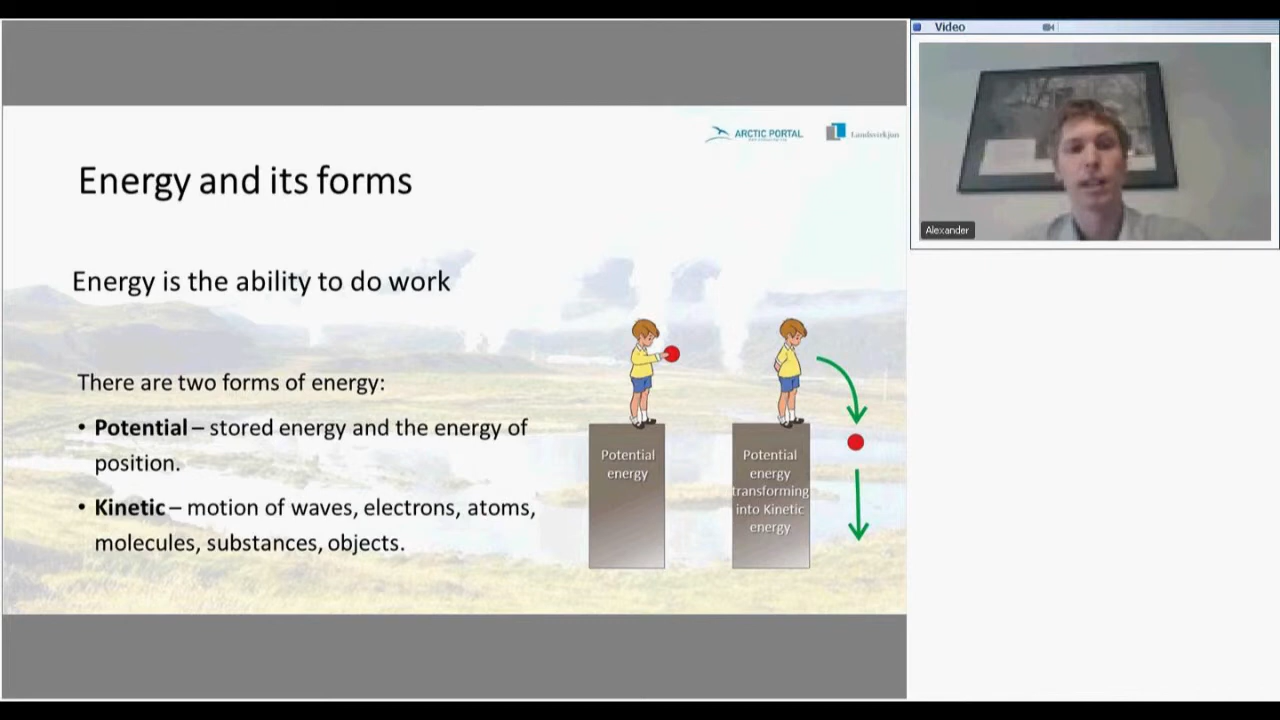 Video
Alexander
ARCTIC PORTAL
Landsvirkjun
Energy and its forms
Energy is the ability to do work
There are two forms of energy:
• Potential – stored energy and the energy of
position.
• Kinetic – motion of waves, electrons, atoms,
molecules, substances, objects.
Potential
energy
Potential
energy
transforming
into Kinetic
energy